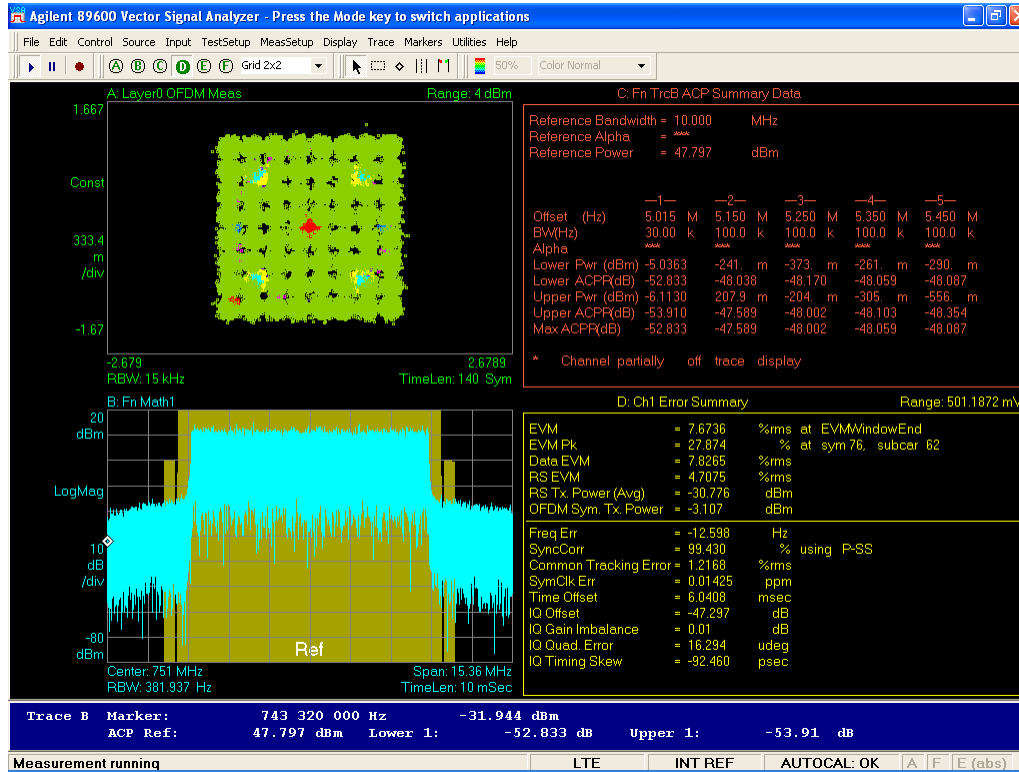 VSA Agilent 89600 Vector Signal Analyzer - Press the Mode key to switch applications
File Edit Control Source Input TestSetup MeasSetup Display Trace Markers Utilities Help
A B C D E F Grid 2x2 50% Color Normal
A: Layer0 OFDM Meas Range: 4 dBm
1.667
Const
333.4
m
/div
-1.67
-2.679 2.6789
RBW: 15 kHz TimeLen: 140 Sym
C: Fn TrcB ACP Summary Data
Reference Bandwidth = 10.000 MHz
Reference Alpha = ***
Reference Power = 47.797 dBm
—1— —2— —3— —4— —5—
Offset (Hz) 5.015 M 5.150 M 5.250 M 5.350 M 5.450 M
BW(Hz) 30.00 k 100.0 k 100.0 k 100.0 k 100.0 k
Alpha *** *** *** *** ***
Lower Pwr (dBm) -5.0363 -241. m -373. m -261. m -290. m
Lower ACPR(dB) -52.833 -48.038 -48.170 -48.059 -48.087
Upper Pwr (dBm) -6.1130 207.9 m -204. m -305. m -556. m
Upper ACPR(dB) -53.910 -47.589 -48.002 -48.103 -48.354
Max ACPR(dB) -52.833 -47.589 -48.002 -48.059 -48.087
* Channel partially off trace display
B: Fn Math1
20
dBm
LogMag
10
dB
/div
-80
dBm
Ref
Center: 751 MHz Span: 15.36 MHz
RBW: 381.937 Hz TimeLen: 10 mSec
D: Ch1 Error Summary Range: 501.1872 mV
EVM = 7.6736 %rms at EVMWindowEnd
EVM Pk = 27.874 % at sym 76, subcar 62
Data EVM = 7.8265 %rms
RS EVM = 4.7075 %rms
RS Tx. Power (Avg) = -30.776 dBm
OFDM Sym. Tx. Power = -3.107 dBm
Freq Err = -12.598 Hz
SyncCorr = 99.430 % using P-SS
Common Tracking Error = 1.2168 %rms
SymClk Err = 0.01425 ppm
Time Offset = 6.0408 msec
IQ Offset = -47.297 dB
IQ Gain Imbalance = 0.01 dB
IQ Quad. Error = 16.294 udeg
IQ Timing Skew = -92.460 psec
Trace B Marker: 743 320 000 Hz -31.944 dBm
ACP Ref: 47.797 dBm Lower 1: -52.833 dB Upper 1: -53.91 dB
Measurement running LTE INT REF AUTOCAL: OK A F E (abs)